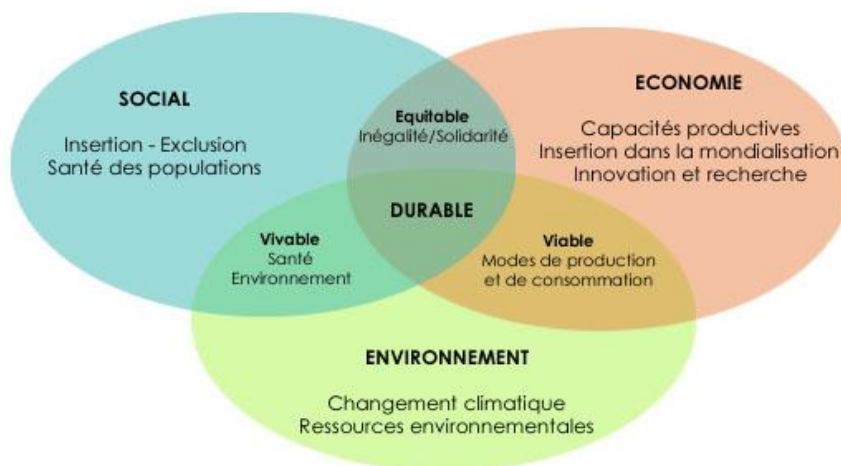 SOCIAL
Insertion - Exclusion
Santé des populations
ECONOMIE
Capacités productives
Insertion dans la mondialisation
Innovation et recherche
Equitable
Inégalité/Solidarité
DURABLE
Vivable
Santé
Environnement
Viable
Modes de production
et de consommation
ENVIRONNEMENT
Changement climatique
Ressources environnementales